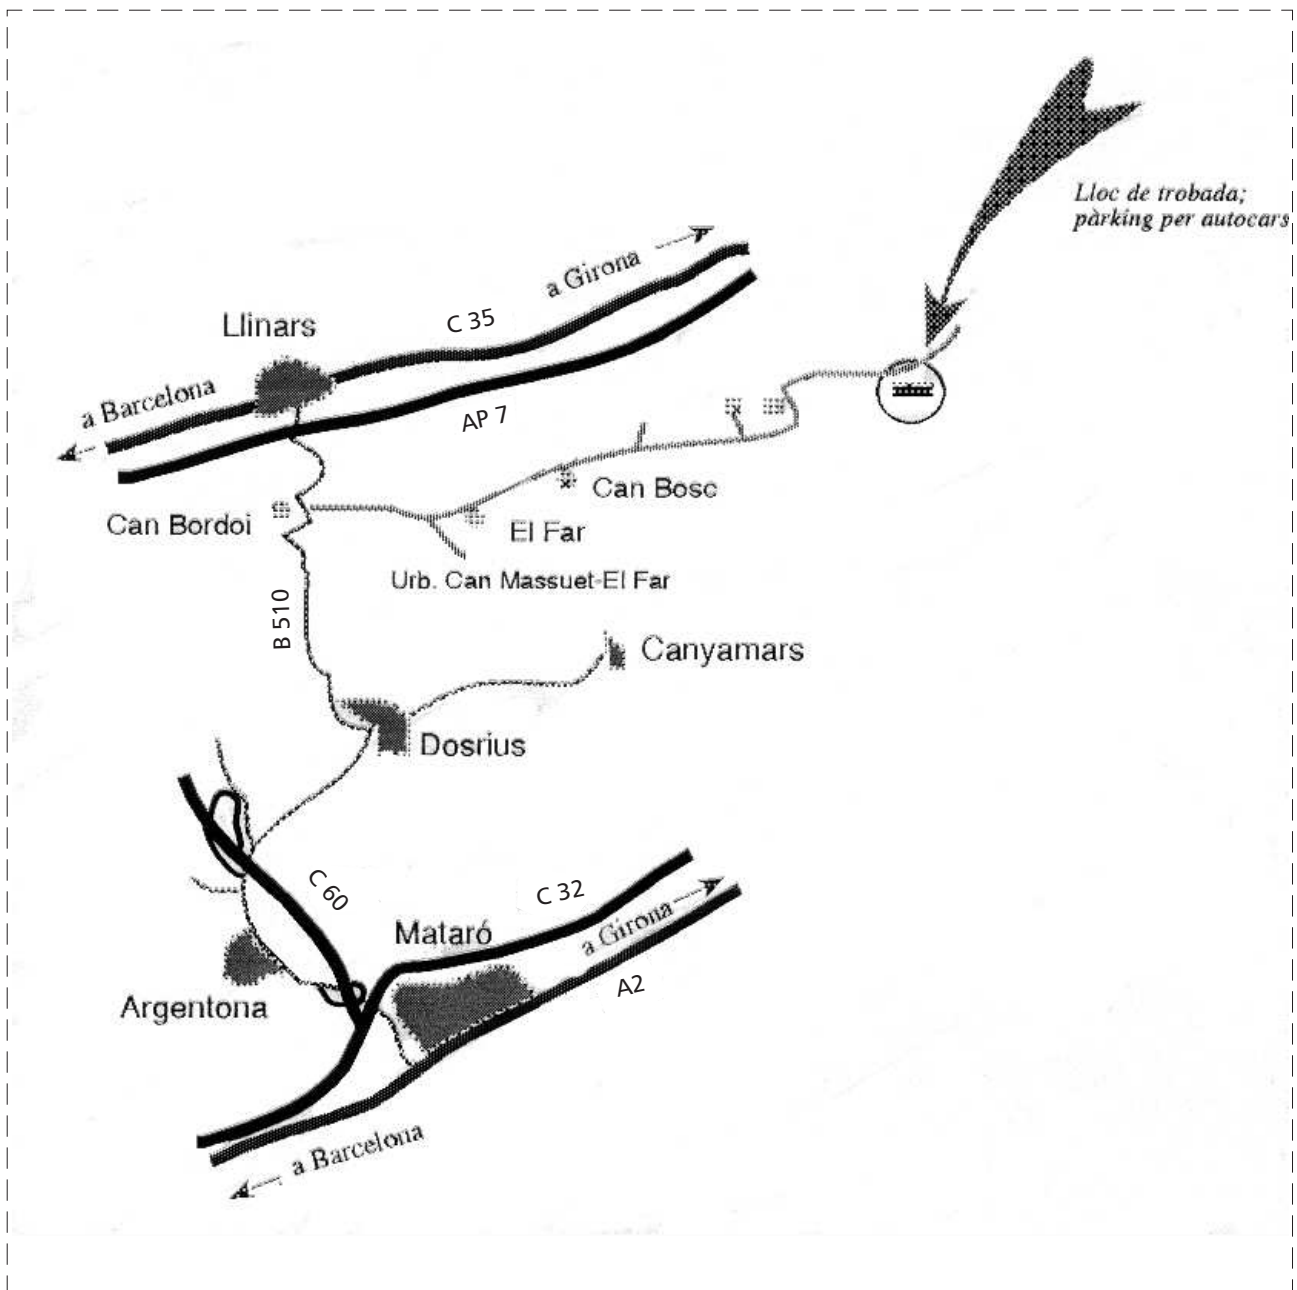 Lloc de trobada;
pàrking per autocars
a Girona
C 35
Llinars
a Barcelona
AP 7
Can Bosc
Can Bordoi
El Far
Urb. Can Massuet-El Far
B 510
Canyamars
Dosrius
C 60
C 32
Mataró
a Girona
A2
Argentona
a Barcelona